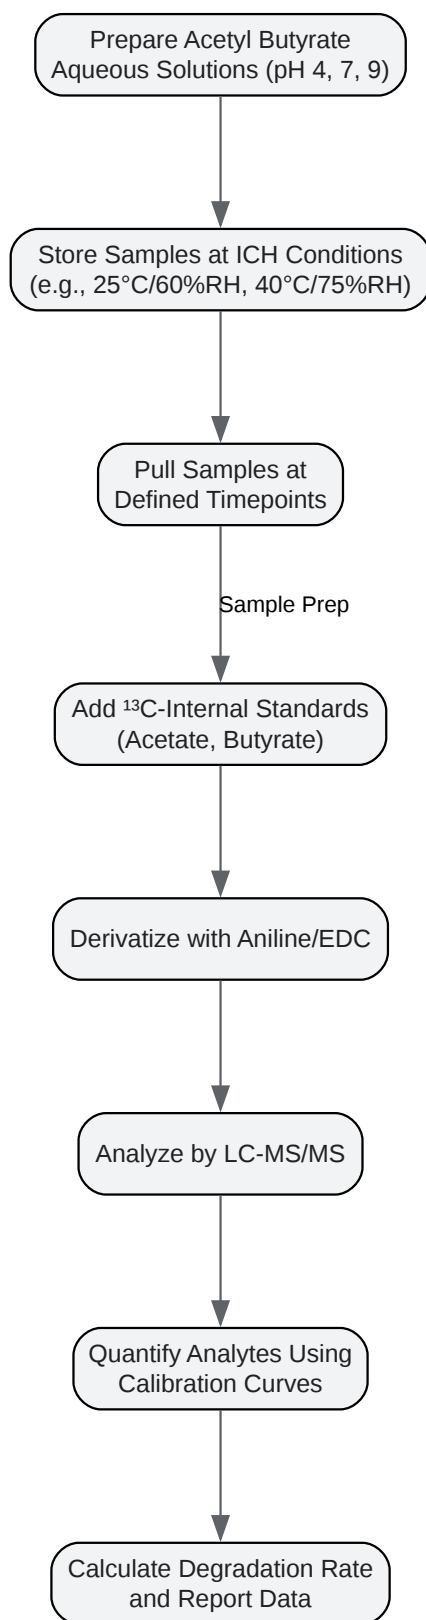 Prepare Acetyl Butyrate
Aqueous Solutions (pH 4, 7, 9)
Store Samples at ICH Conditions
(e.g., 25°C/60%RH, 40°C/75%RH)
Pull Samples at
Defined Timepoints
Sample Prep
Add ¹³C-Internal Standards
(Acetate, Butyrate)
Derivatize with Aniline/EDC
Analyze by LC-MS/MS
Quantify Analytes Using
Calibration Curves
Calculate Degradation Rate
and Report Data